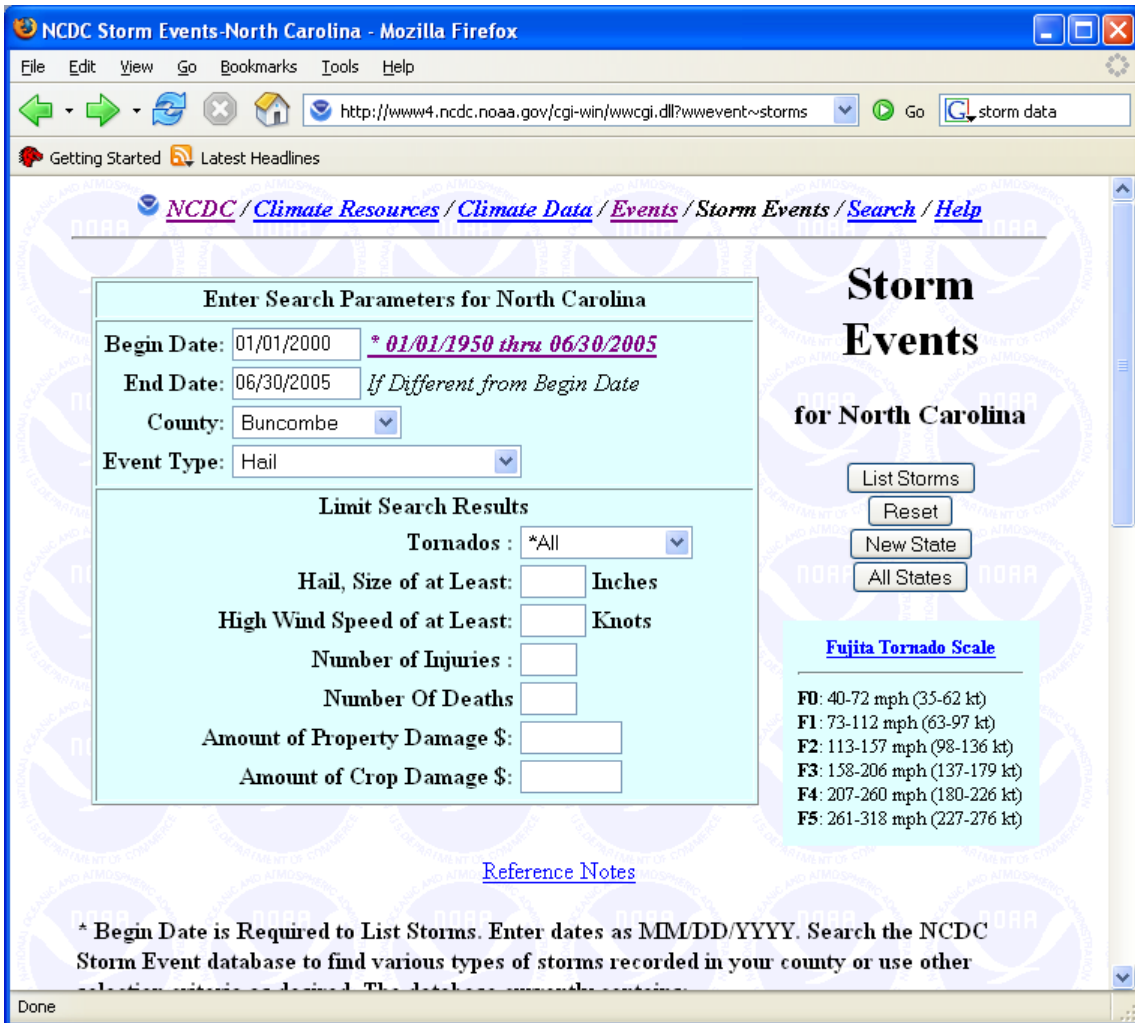 NCDC Storm Events-North Carolina - Mozilla Firefox
File Edit View Go Bookmarks Tools Help
http://www4.ncdc.noaa.gov/cgi-win/wwcgi.dll?wwevent~storms Go G storm data
Getting Started Latest Headlines
NCDC / Climate Resources / Climate Data / Events / Storm Events / Search / Help
Enter Search Parameters for North Carolina
Begin Date: 01/01/2000 * 01/01/1950 thru 06/30/2005
End Date: 06/30/2005 If Different from Begin Date
County: Buncombe
Event Type: Hail
Limit Search Results
Tornados : *All
Hail, Size of at Least: Inches
High Wind Speed of at Least: Knots
Number of Injuries :
Number Of Deaths
Amount of Property Damage $:
Amount of Crop Damage $:
Storm
Events
for North Carolina
List Storms
Reset
New State
All States
Fujita Tornado Scale
F0: 40-72 mph (35-62 kt)
F1: 73-112 mph (63-97 kt)
F2: 113-157 mph (98-136 kt)
F3: 158-206 mph (137-179 kt)
F4: 207-260 mph (180-226 kt)
F5: 261-318 mph (227-276 kt)
Reference Notes
* Begin Date is Required to List Storms. Enter dates as MM/DD/YYYY. Search the NCDC
Storm Event database to find various types of storms recorded in your county or use other
selection criteria as desired. The database currently contains:
Done